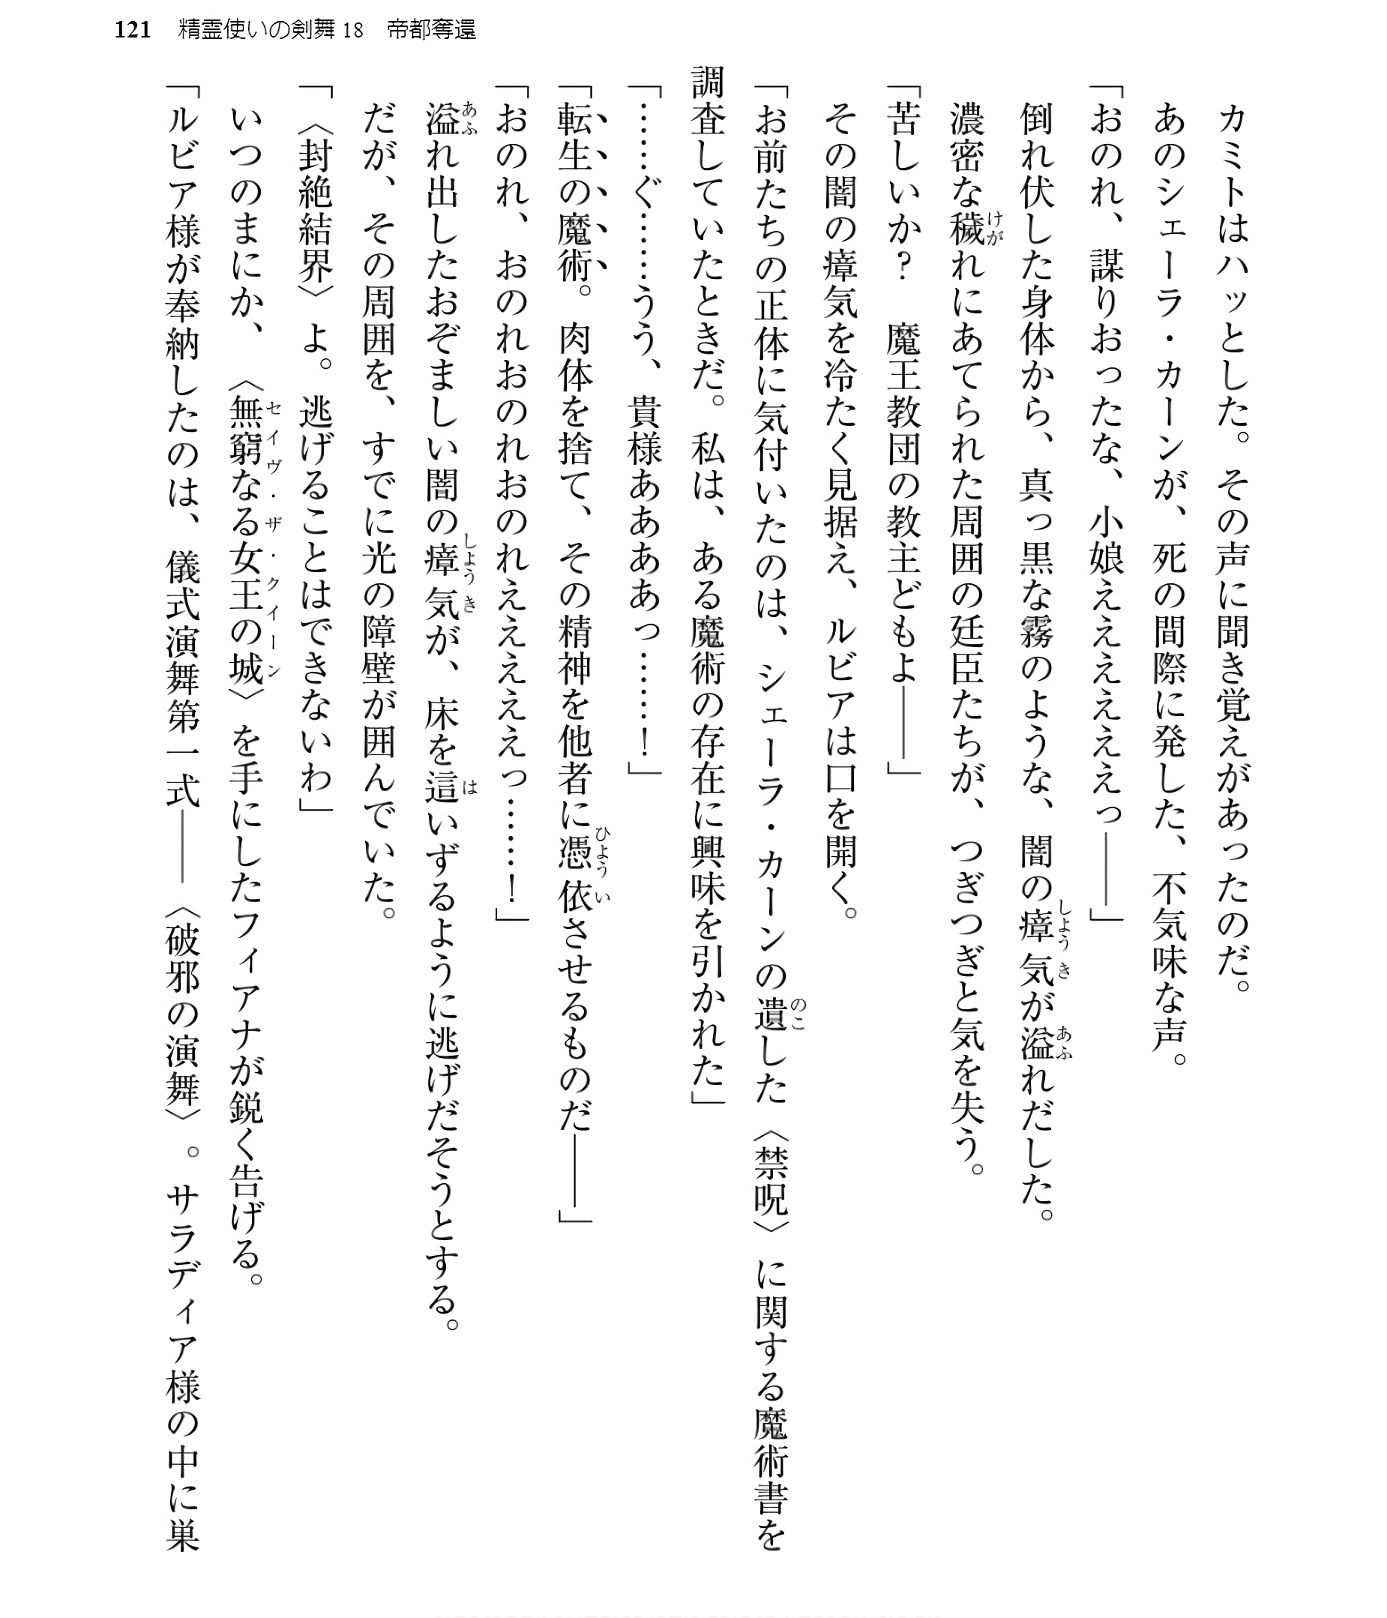 121　精霊使いの剣舞18　帝都奪還
カミトはハッとした。その声に聞き覚えがあったのだ。
あのシェーラ・カーンが、死の間際に発した、不気味な声。
「おのれ、謀りおったな、小娘ええええええっ――」
倒れ伏した身体から、真っ黒な霧のような、闇の瘴気が溢れだした。
濃密な穢れにあてられた周囲の廷臣たちが、つぎつぎと気を失う。
「苦しいか？　魔王教団の教主どもよ――」
その闇の瘴気を冷たく見据え、ルビアは口を開く。
「お前たちの正体に気付いたのは、シェーラ・カーンの遺した〈禁呪〉に関する魔術書を
調査していたときだ。私は、ある魔術の存在に興味を引かれた」
「……ぐ……うう、貴様ああああっ……！」
「転生の魔術。肉体を捨て、その精神を他者に憑依させるものだ――」
「おのれ、おのれおのれおのれえええええっ……！」
溢れ出したおぞましい闇の瘴気が、床を這いずるように逃げだそうとする。
だが、その周囲を、すでに光の障壁が囲んでいた。
「〈封絶結界〉よ。逃げることはできないわ」
いつのまにか、〈無窮なる女王の城〉を手にしたフィアナが鋭く告げる。
「ルビア様が奉納したのは、儀式演舞第一式――〈破邪の演舞〉。サラディア様の中に巣